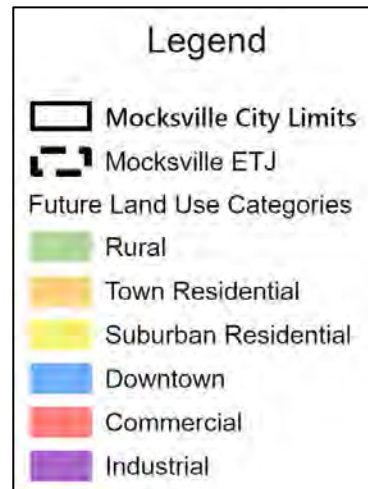 Legend
Mocksville City Limits
Mocksville ETJ
Future Land Use Categories
Rural
Town Residential
Suburban Residential
Downtown
Commercial
Industrial